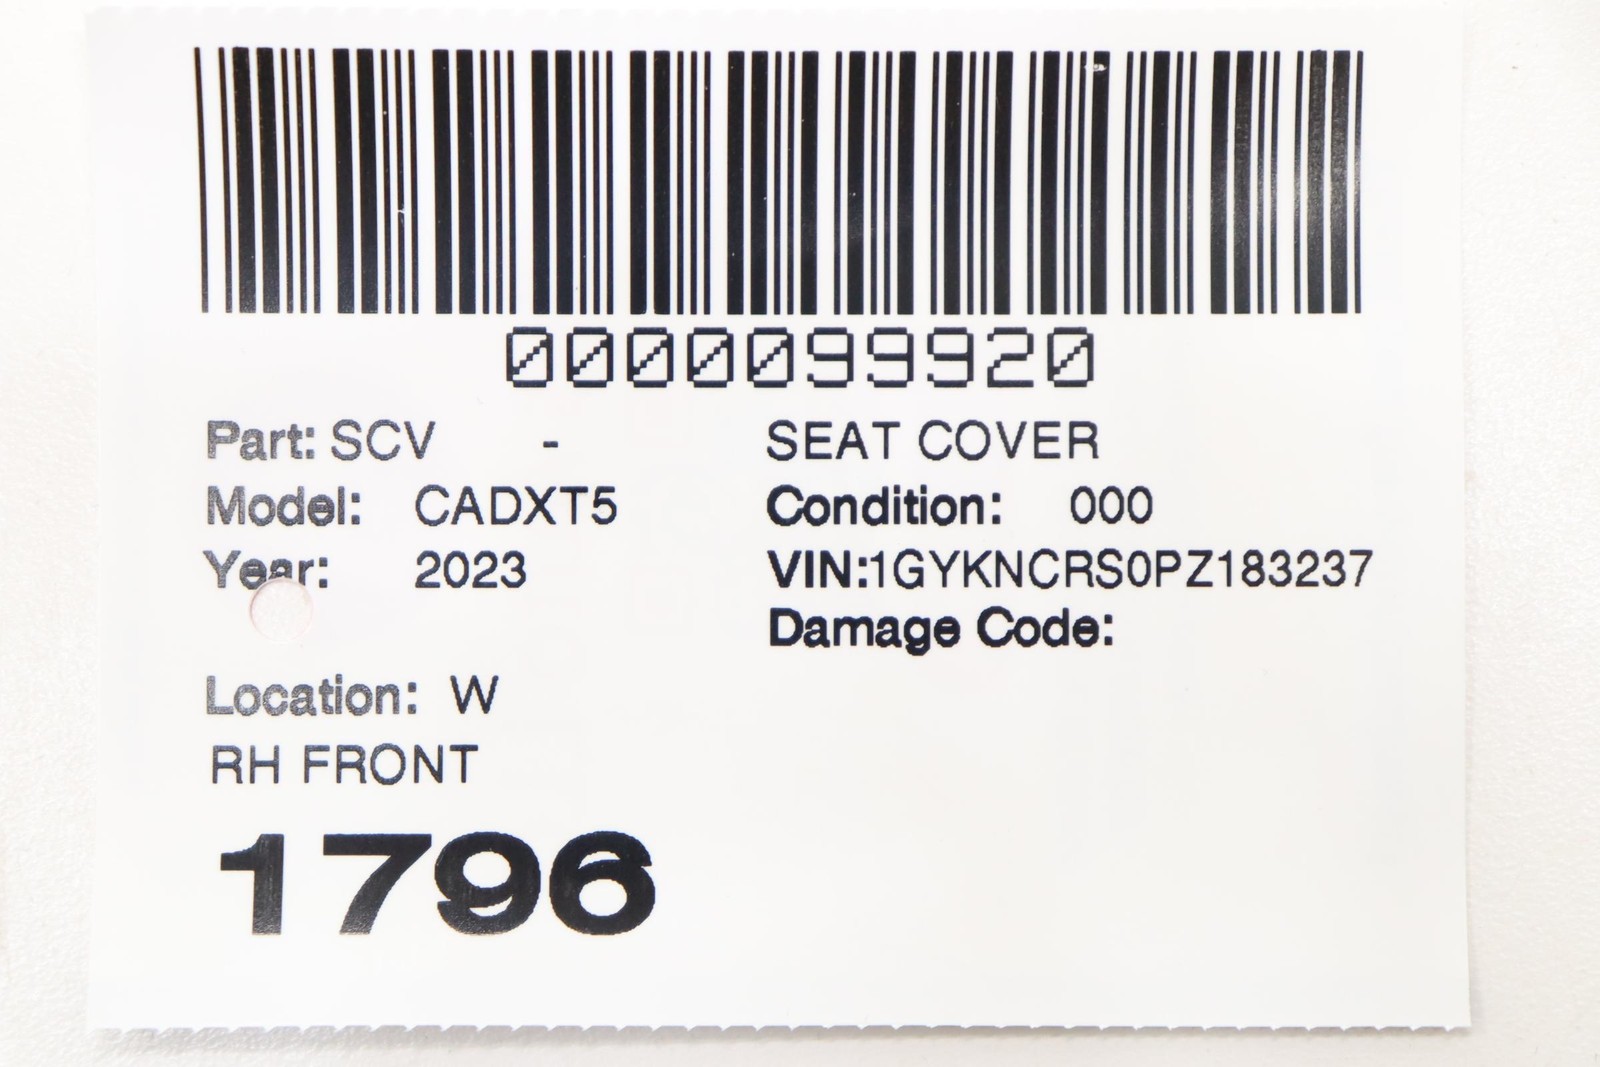 0000099920
Part: SCV - SEAT COVER
Model: CADXT5 Condition: 000
Year: 2023 VIN:1GYKNCRS0PZ183237
Damage Code:
Location: W
RH FRONT
1796